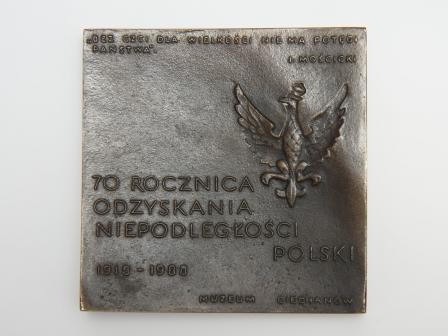 „BEZ CZCI DLA WIELKOŚCI NIE MA POTĘGI
PAŃSTWA".
I. MOŚCICKI
70 ROCZNICA
ODZYSKANIA
NIEPODLEGŁOŚCI
POLSKI
1918-1988
MUZEUM CIECHANÓW